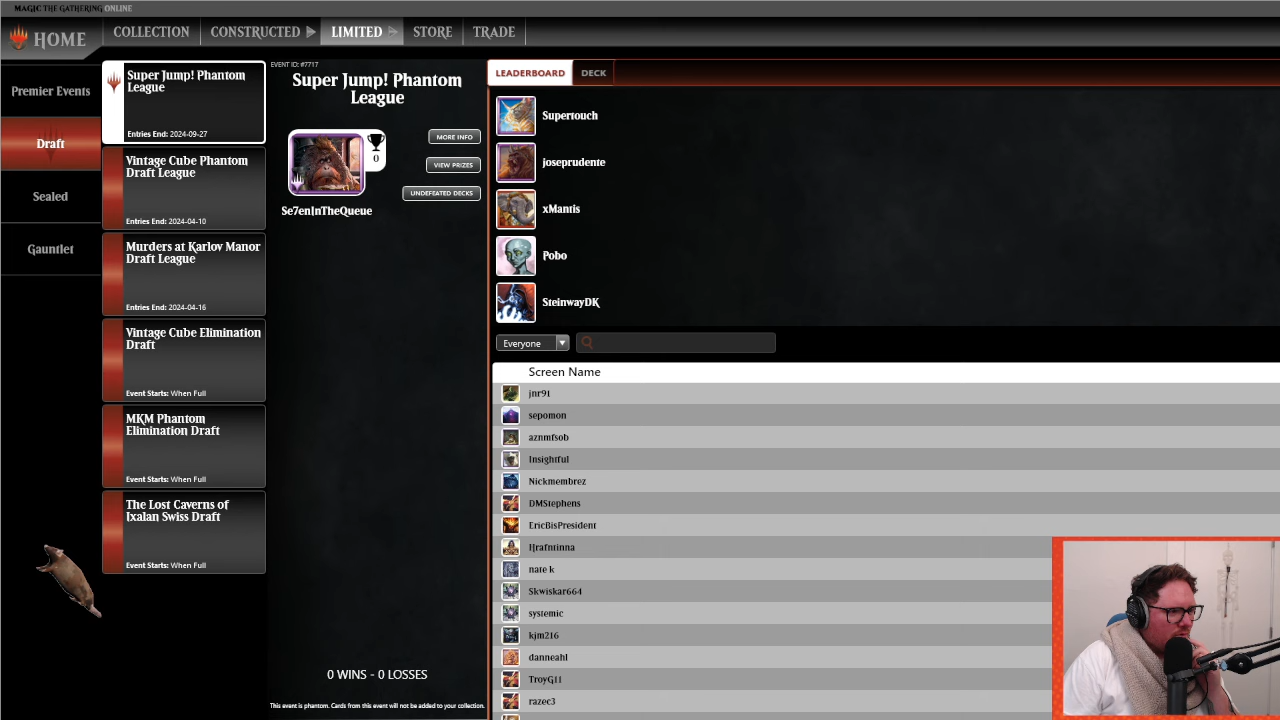 MAGIC THE GATHERING ONLINE
HOME
COLLECTION
CONSTRUCTED
LIMITED
STORE
TRADE
Premier Events
Draft
Sealed
Gauntlet
Super Jump! Phantom
League
Entries End: 2024-09-27
Vintage Cube Phantom
Draft League
Entries End: 2024-04-10
Murders at Karlov Manor
Draft League
Entries End: 2024-04-16
Vintage Cube Elimination
Draft
Event Starts: When Full
MKM Phantom
Elimination Draft
Event Starts: When Full
The Lost Caverns of
Ixalan Swiss Draft
Event Starts: When Full
EVENT ID: #7717
Super Jump! Phantom
League
0
MORE INFO
VIEW PRIZES
UNDEFEATED DECKS
Se7enInTheQueue
0 WINS - 0 LOSSES
This event is phantom. Cards from this event will not be added to your collection.
LEADERBOARD
DECK
Supertouch
joseprudente
xMantis
Pobo
SteinwayDK
Everyone
Screen Name
jnr91
sepomon
aznmfsob
Insightful
Nickmembrez
DMStephens
EricBisPresident
Ijrafntinna
nate k
Skwiskar664
systemic
kjm216
danneahl
TroyG11
razec3